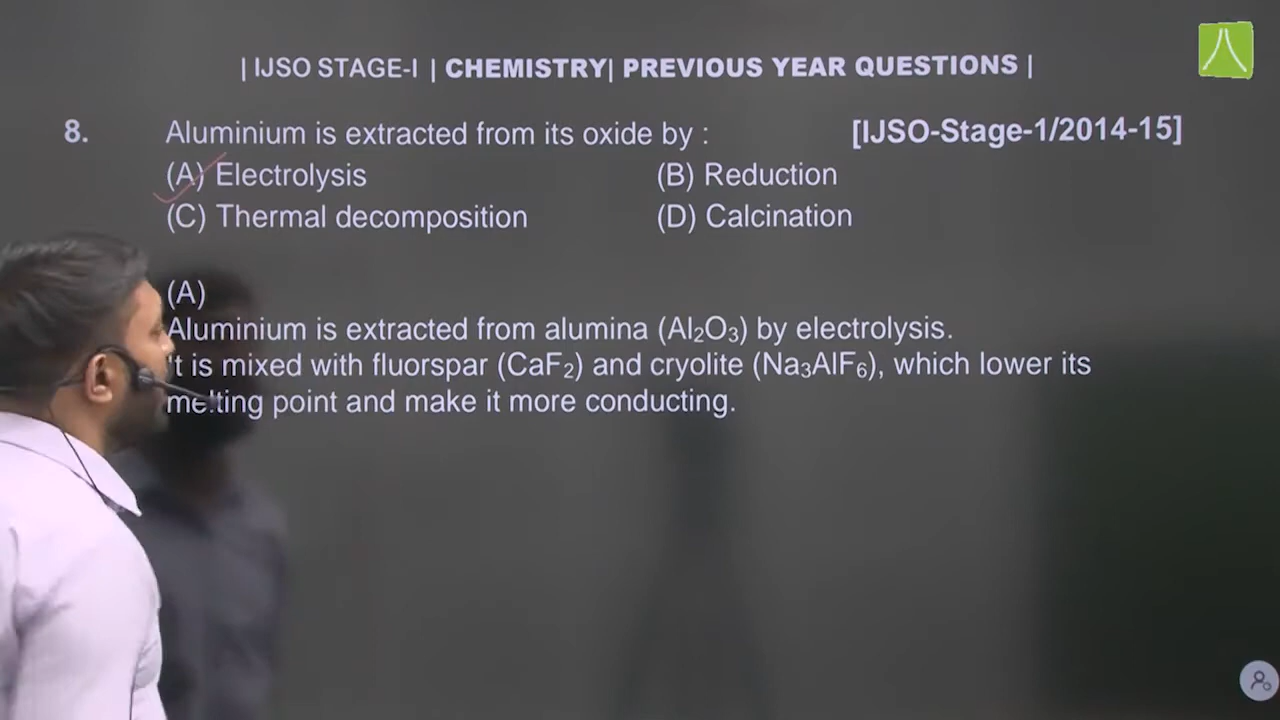 | IJSO STAGE-I | CHEMISTRY| PREVIOUS YEAR QUESTIONS |
8. Aluminium is extracted from its oxide by : [IJSO-Stage-1/2014-15]
(A) Electrolysis (B) Reduction
(C) Thermal decomposition (D) Calcination
(A)
Aluminium is extracted from alumina (Al₂O₃) by electrolysis.
It is mixed with fluorspar (CaF₂) and cryolite (Na₃AlF₆), which lower its
melting point and make it more conducting.